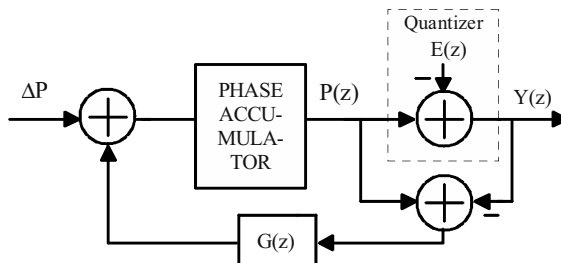 Quantizer
E(z)
ΔP
PHASE
ACCU-
MULA-
TOR
P(z)
Y(z)
G(z)